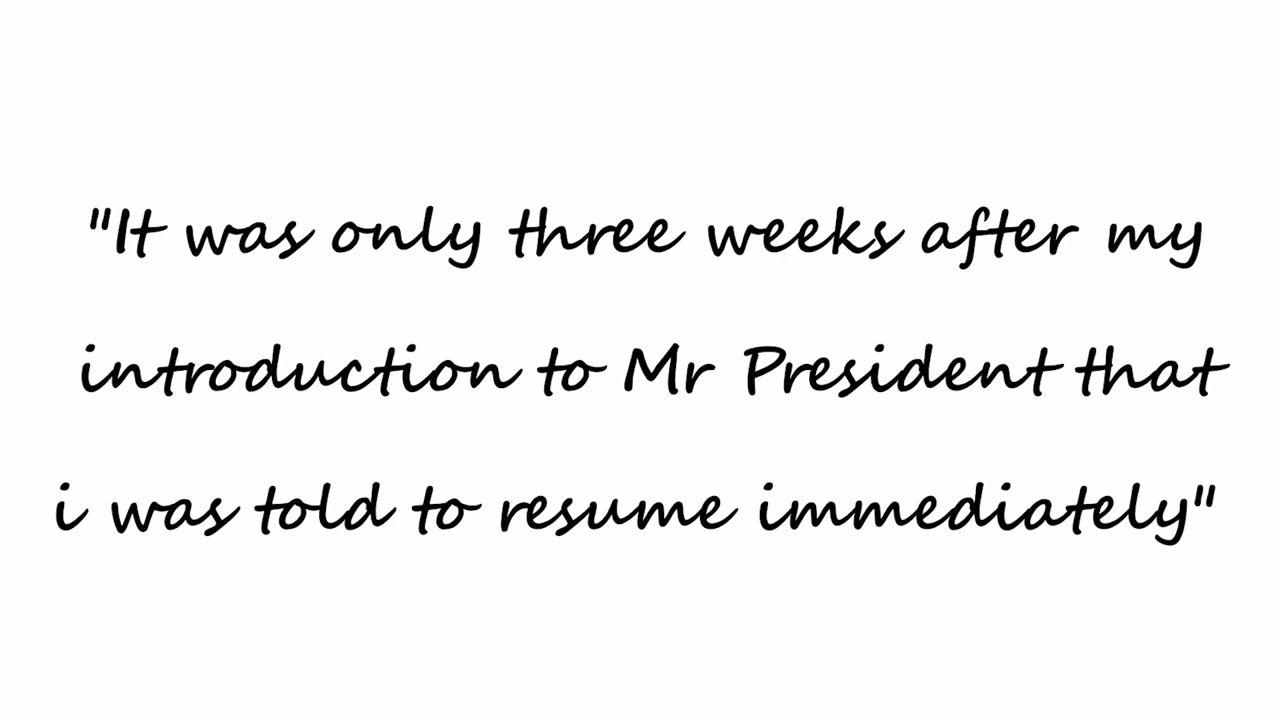 "It was only three weeks after my
introduction to Mr President that
i was told to resume immediately"